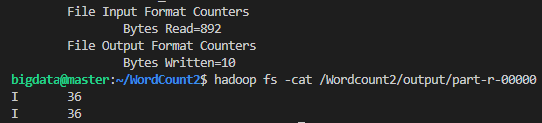 File Input Format Counters
Bytes Read=892
File Output Format Counters
Bytes Written=10
bigdata@master:~/WordCount2$ hadoop fs -cat /Wordcount2/output/part-r-00000
I 36
I 36